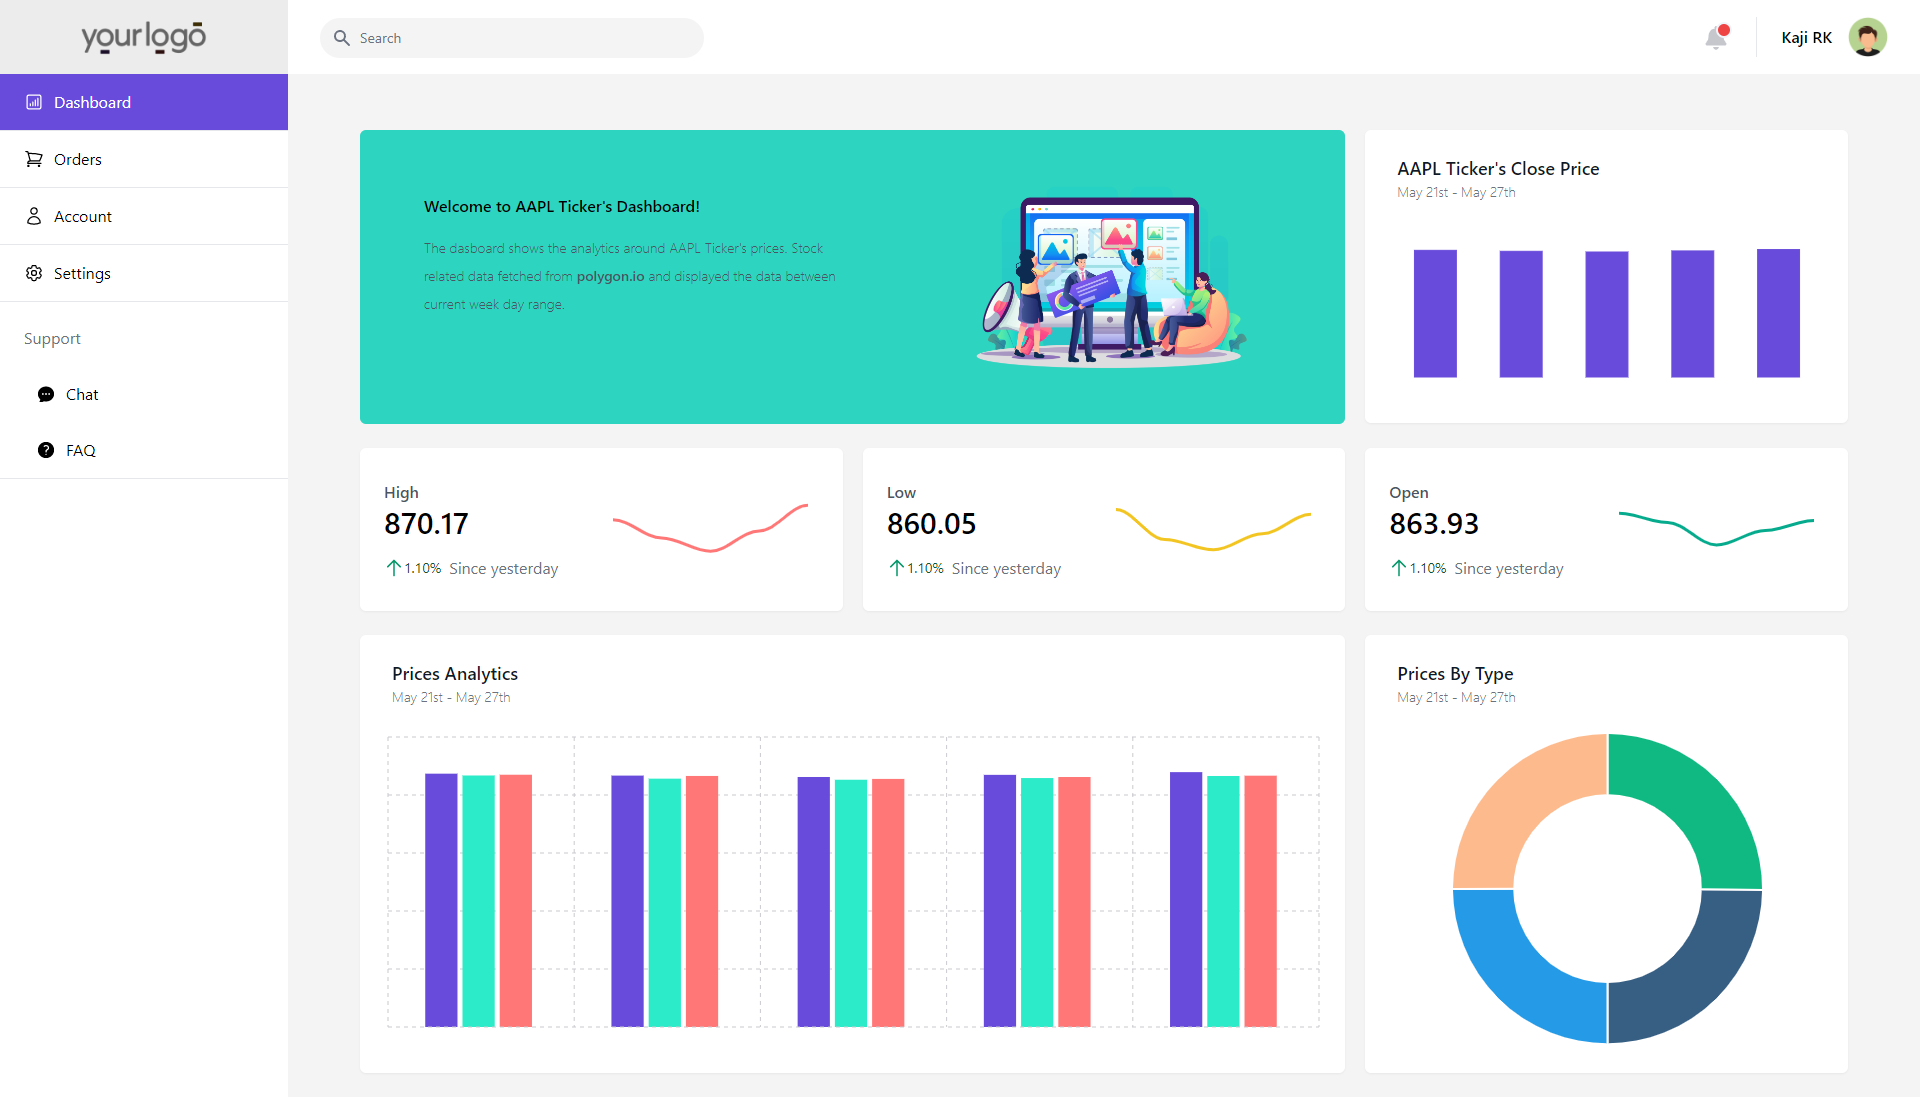 yourlogo
Search
Kaji RK
Dashboard
Orders
Account
Settings
Support
Chat
FAQ
Welcome to AAPL Ticker's Dashboard!
The dasboard shows the analytics around AAPL Ticker's prices. Stock
related data fetched from polygon.io and displayed the data between
current week day range.
AAPL Ticker's Close Price
May 21st - May 27th
High
870.17
1.10% Since yesterday
Low
860.05
1.10% Since yesterday
Open
863.93
1.10% Since yesterday
Prices Analytics
May 21st - May 27th
Prices By Type
May 21st - May 27th